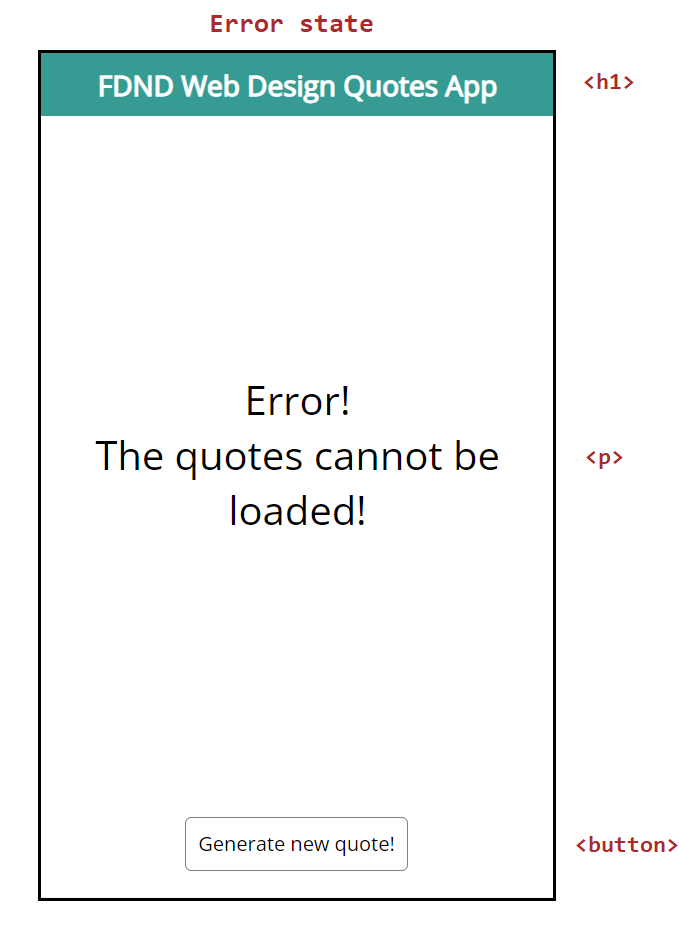 Error state
FDND Web Design Quotes App
<h1>
Error!
The quotes cannot be
<p>
loaded!
Generate new quote!
<button>